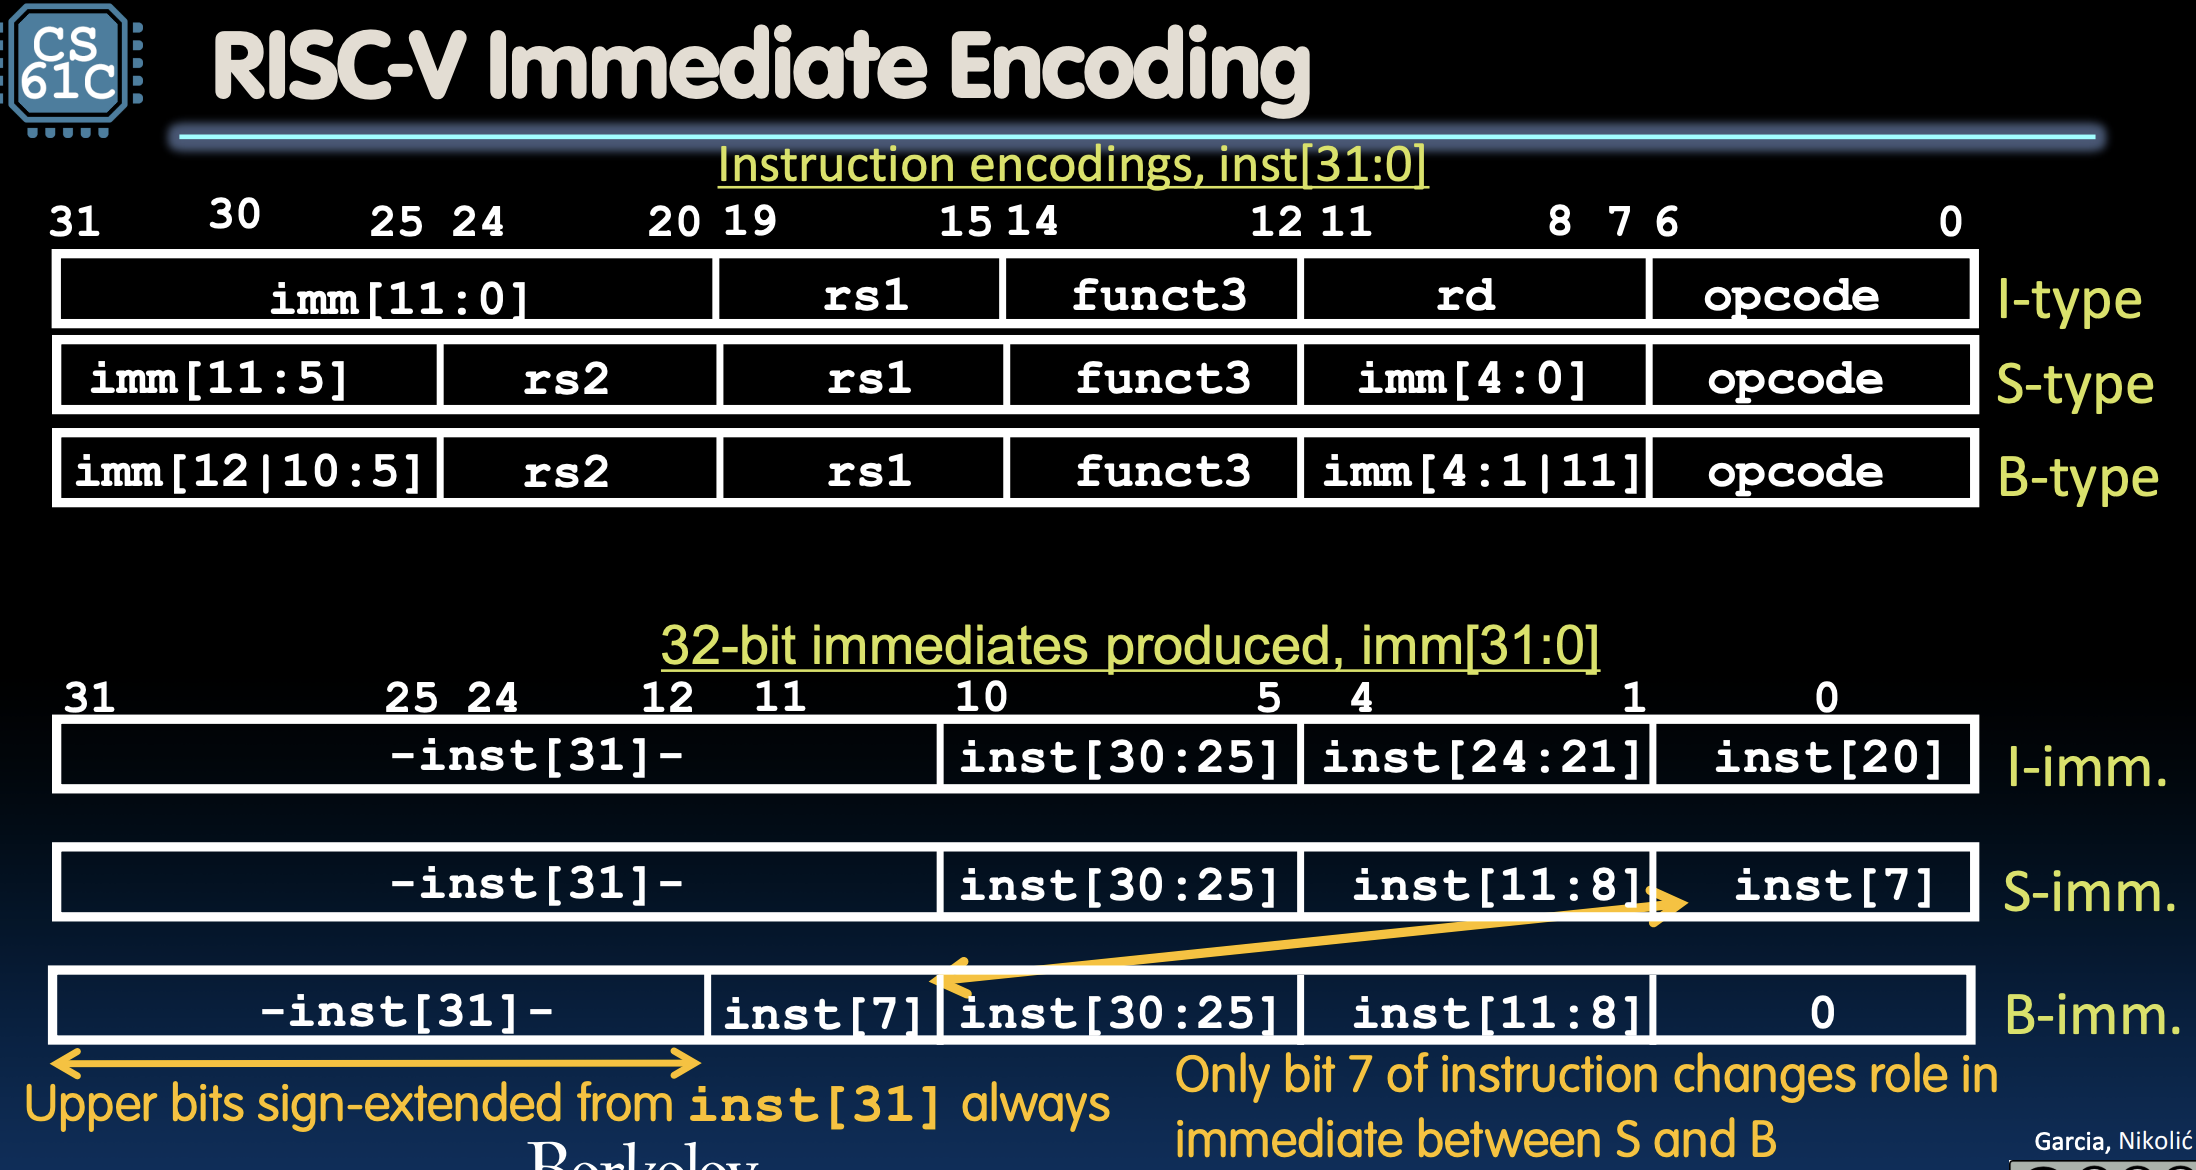 CS
61C
RISC-V Immediate Encoding
Instruction encodings, inst[31:0]
31 30 25 24 20 19 15 14 12 11 8 7 6 0
imm[11:0] rs1 funct3 rd opcode I-type
imm[11:5] rs2 rs1 funct3 imm[4:0] opcode S-type
imm[12|10:5] rs2 rs1 funct3 imm[4:1|11] opcode B-type
32-bit immediates produced, imm[31:0]
31 25 24 12 11 10 5 4 1 0
-inst[31]- inst[30:25] inst[24:21] inst[20] I-imm.
-inst[31]- inst[30:25] inst[11:8] inst[7] S-imm.
-inst[31]- inst[7] inst[30:25] inst[11:8] 0 B-imm.
Upper bits sign-extended from inst[31] always
Only bit 7 of instruction changes role in
immediate between S and B
Berkeley
Garcia, Nikolić